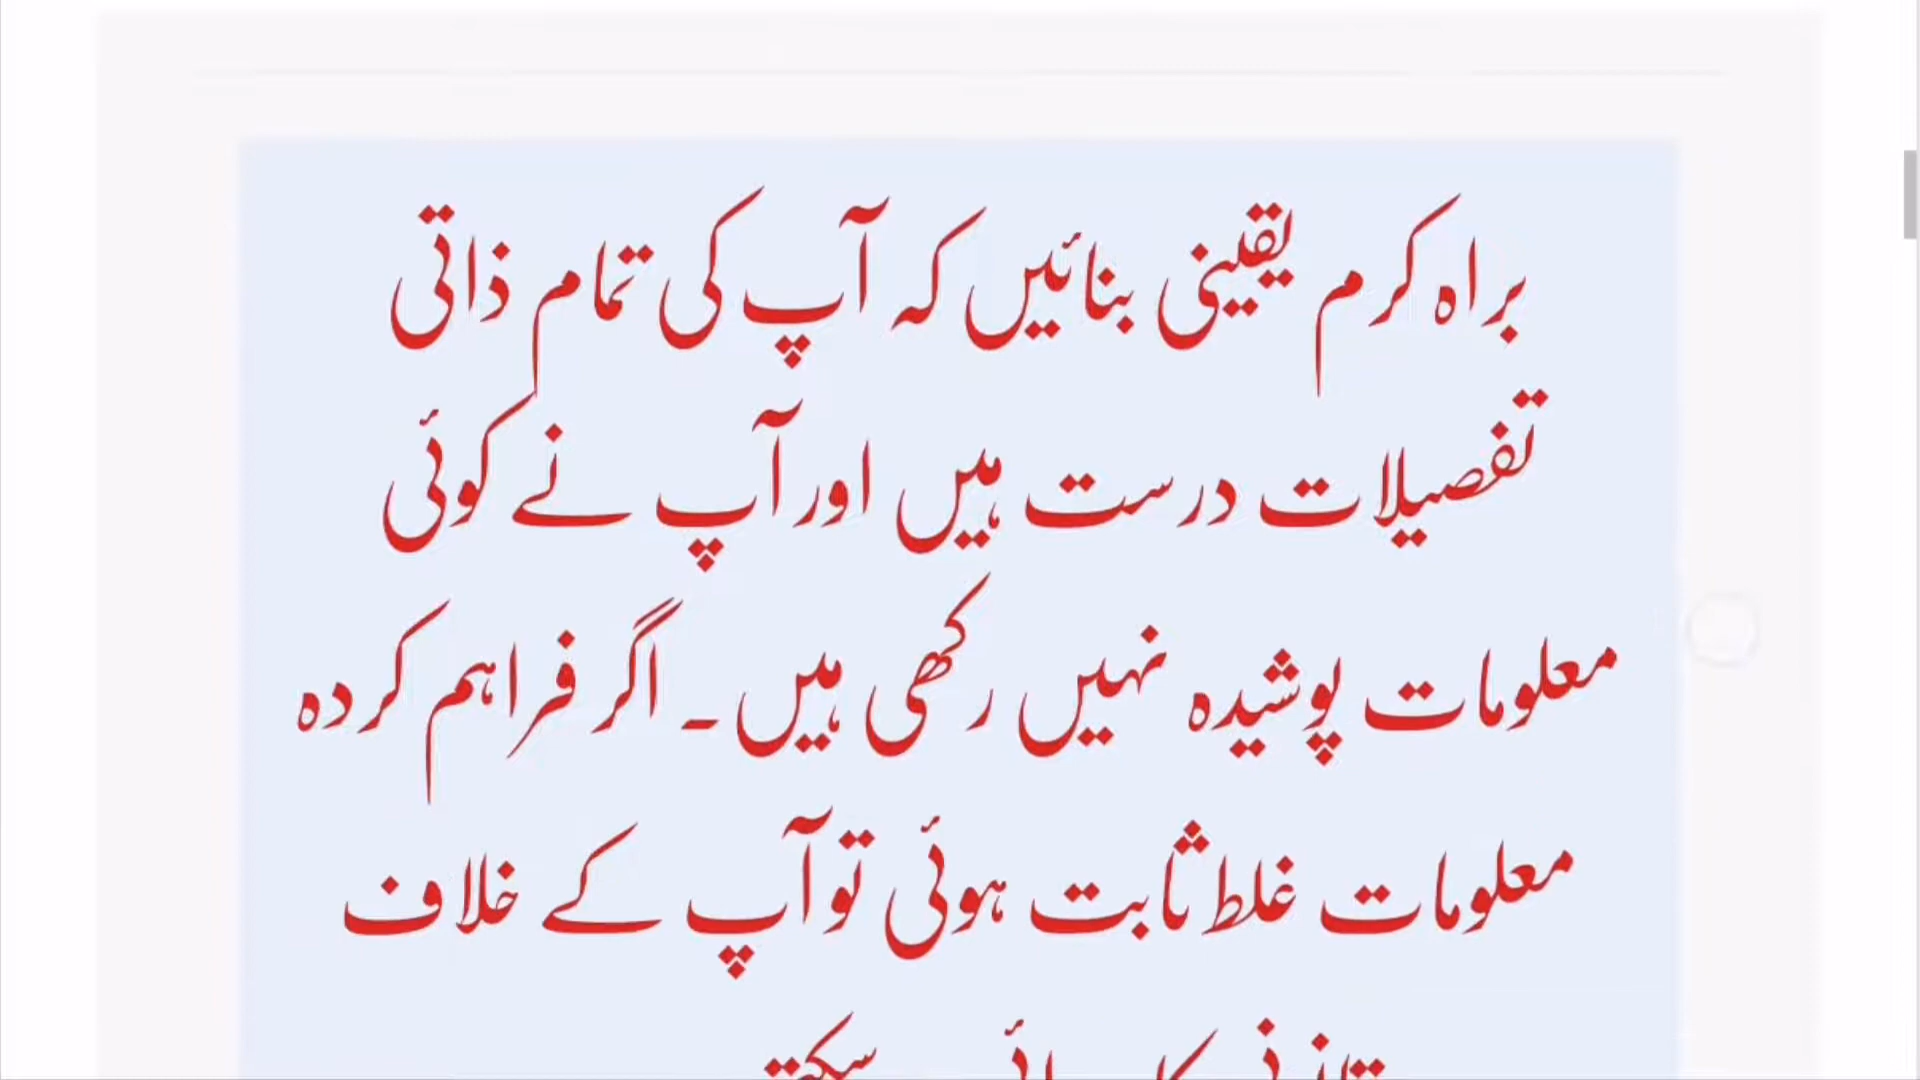 براہ کرم یقینی بنائیں کہ آپ کی تمام ذاتی
تفصیلات درست ہیں اور آپ نے کوئی
معلومات پوشیدہ نہیں رکھی ہیں۔ اگر فراہم کردہ
معلومات غلط ثابت ہوئی تو آپ کے خلاف